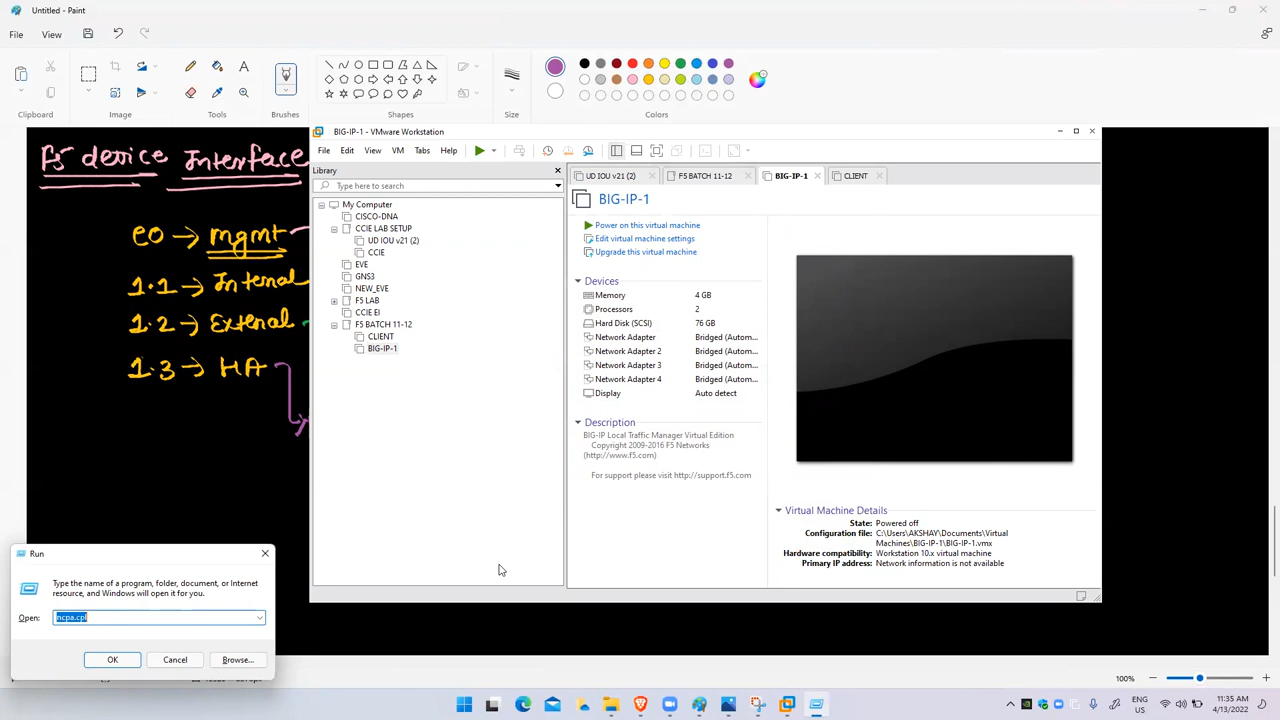 Untitled - Paint
File View
Clipboard Image Tools Brushes Shapes Size Colors
F5 device Interface
e0 → mgmt
1.1 → Internal
1.2 → External
1.3 → HA
BIG-IP-1 - VMware Workstation
File Edit View VM Tabs Help
Library
Type here to search
My Computer
CISCO-DNA
CCIE LAB SETUP
UD IOU v21 (2)
CCIE
EVE
GNS3
NEW_EVE
F5 LAB
CCIE EI
F5 BATCH 11-12
CLIENT
BIG-IP-1
UD IOU v21 (2) F5 BATCH 11-12 BIG-IP-1 CLIENT
BIG-IP-1
Power on this virtual machine
Edit virtual machine settings
Upgrade this virtual machine
Devices
Memory 4 GB
Processors 2
Hard Disk (SCSI) 76 GB
Network Adapter Bridged (Autom...
Network Adapter 2 Bridged (Autom...
Network Adapter 3 Bridged (Autom...
Network Adapter 4 Bridged (Autom...
Display Auto detect
Description
BIG-IP Local Traffic Manager Virtual Edition
Copyright 2009-2016 F5 Networks
(http://www.f5.com)
For support please visit http://support.f5.com
Virtual Machine Details
State: Powered off
Configuration file: C:\Users\AKSHAY\Documents\Virtual
Machines\BIG-IP-1\BIG-IP-1.vmx
Hardware compatibility: Workstation 10.x virtual machine
Primary IP address: Network information is not available
Run
Type the name of a program, folder, document, or Internet
resource, and Windows will open it for you.
Open: ncpa.cpl
OK Cancel Browse...
100%
ENG
US
11:35 AM
4/13/2022